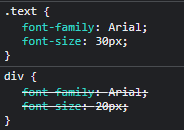 .text {
font-family: Arial;
font-size: 30px;
}
div {
font-family: Arial;
font-size: 20px;
}